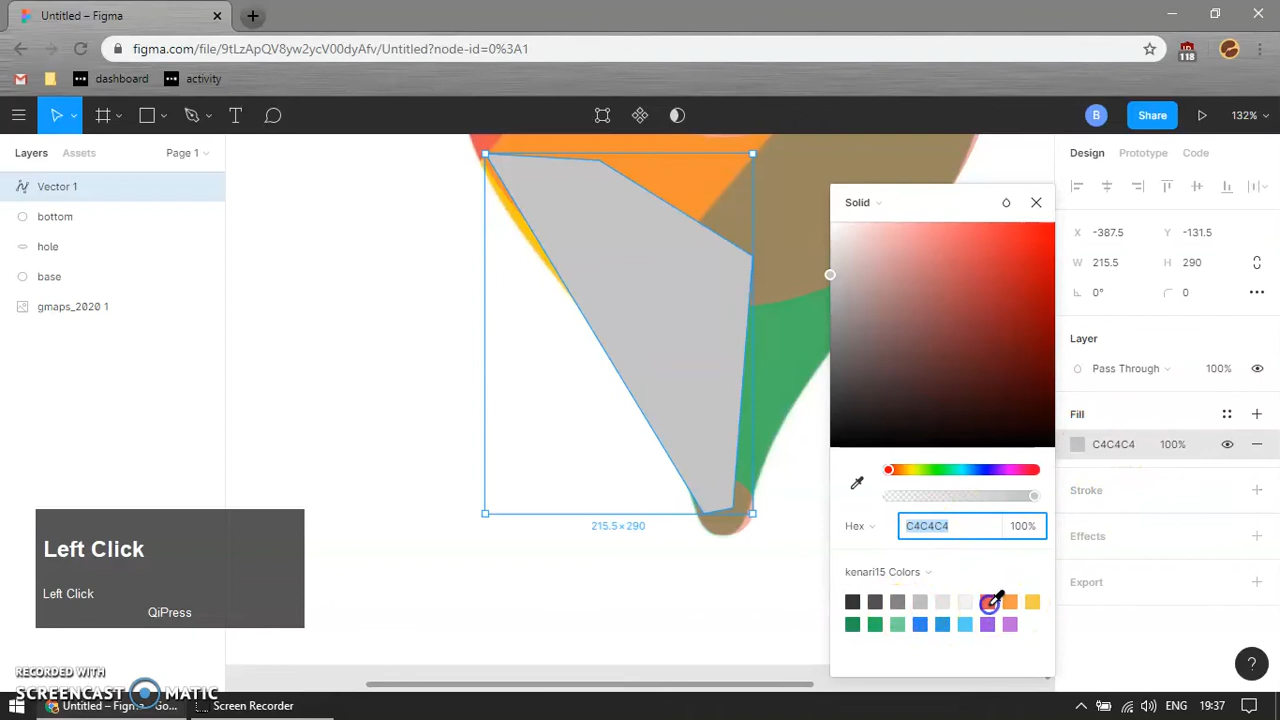 Untitled – Figma
figma.com/file/9tLzApQV8yw2ycV00dyAfv/Untitled?node-id=0%3A1
118
dashboard
activity
B
Share
132%
Layers
Assets
Page 1
Design
Prototype
Code
Vector 1
bottom
hole
base
gmaps_2020 1
Solid
X -387.5
Y -131.5
W 215.5
H 290
0°
0
Layer
Pass Through
100%
Fill
C4C4C4
100%
Stroke
Effects
Export
Hex
C4C4C4
100%
kenari15 Colors
215.5 × 290
Left Click
Left Click
QiPress
?
RECORDED WITH
SCREENCAST MATIC
Untitled – Figma - Go...
Screen Recorder
ENG
19:37